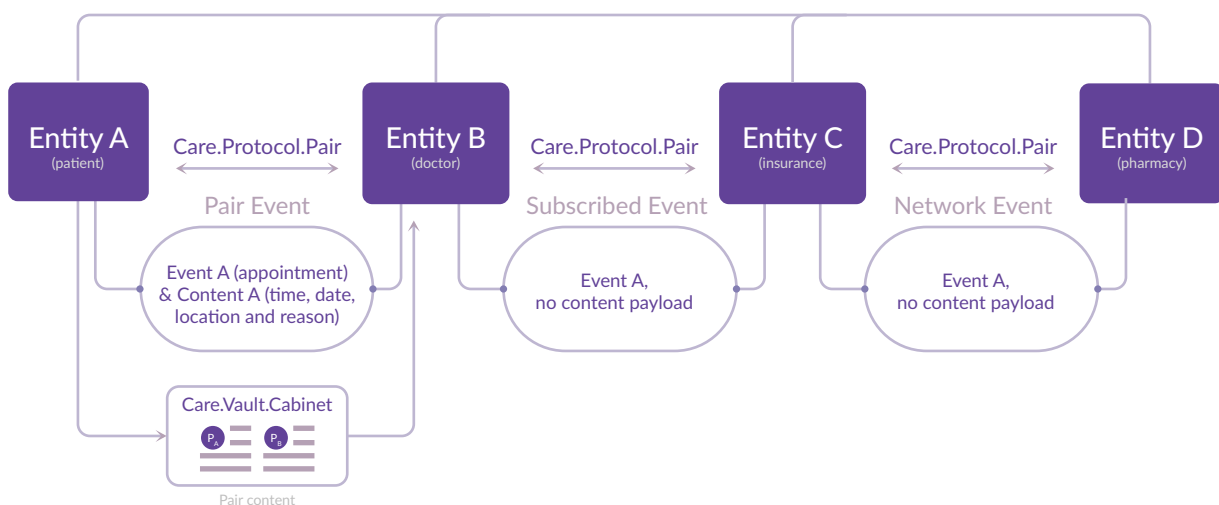 Entity A
(patient)
Care.Protocol.Pair
Entity B
(doctor)
Care.Protocol.Pair
Entity C
(insurance)
Care.Protocol.Pair
Entity D
(pharmacy)
Pair Event
Subscribed Event
Network Event
Event A (appointment)
& Content A (time, date,
location and reason)
Event A,
no content payload
Event A,
no content payload
Care.Vault.Cabinet
PA
PB
Pair content